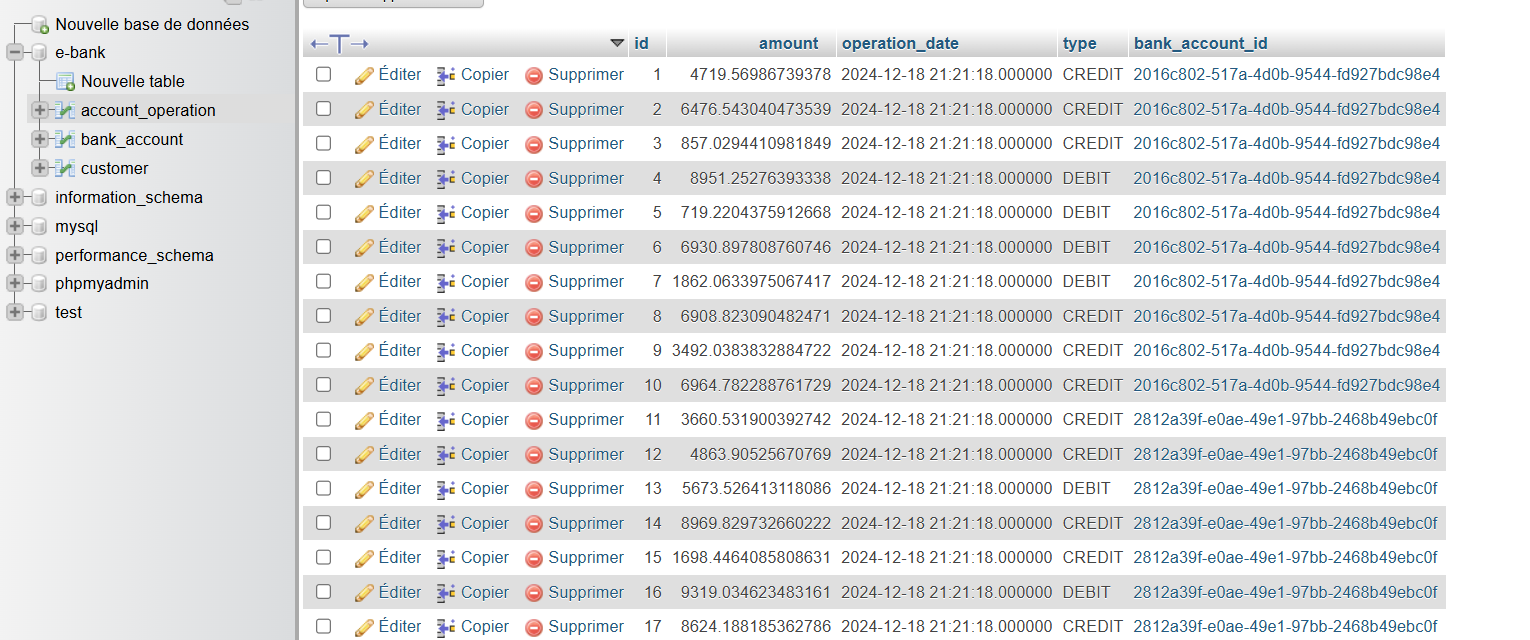 Nouvelle base de données
e-bank
Nouvelle table
account_operation
bank_account
customer
information_schema
mysql
performance_schema
phpmyadmin
test
id amount operation_date type bank_account_id
Éditer Copier Supprimer 1 4719.56986739378 2024-12-18 21:21:18.000000 CREDIT 2016c802-517a-4d0b-9544-fd927bdc98e4
Éditer Copier Supprimer 2 6476.543040473539 2024-12-18 21:21:18.000000 CREDIT 2016c802-517a-4d0b-9544-fd927bdc98e4
Éditer Copier Supprimer 3 857.0294410981849 2024-12-18 21:21:18.000000 CREDIT 2016c802-517a-4d0b-9544-fd927bdc98e4
Éditer Copier Supprimer 4 8951.25276393338 2024-12-18 21:21:18.000000 DEBIT 2016c802-517a-4d0b-9544-fd927bdc98e4
Éditer Copier Supprimer 5 719.2204375912668 2024-12-18 21:21:18.000000 DEBIT 2016c802-517a-4d0b-9544-fd927bdc98e4
Éditer Copier Supprimer 6 6930.897808760746 2024-12-18 21:21:18.000000 DEBIT 2016c802-517a-4d0b-9544-fd927bdc98e4
Éditer Copier Supprimer 7 1862.0633975067417 2024-12-18 21:21:18.000000 DEBIT 2016c802-517a-4d0b-9544-fd927bdc98e4
Éditer Copier Supprimer 8 6908.823090482471 2024-12-18 21:21:18.000000 CREDIT 2016c802-517a-4d0b-9544-fd927bdc98e4
Éditer Copier Supprimer 9 3492.0383832884722 2024-12-18 21:21:18.000000 CREDIT 2016c802-517a-4d0b-9544-fd927bdc98e4
Éditer Copier Supprimer 10 6964.782288761729 2024-12-18 21:21:18.000000 CREDIT 2016c802-517a-4d0b-9544-fd927bdc98e4
Éditer Copier Supprimer 11 3660.531900392742 2024-12-18 21:21:18.000000 CREDIT 2812a39f-e0ae-49e1-97bb-2468b49ebc0f
Éditer Copier Supprimer 12 4863.90525670769 2024-12-18 21:21:18.000000 CREDIT 2812a39f-e0ae-49e1-97bb-2468b49ebc0f
Éditer Copier Supprimer 13 5673.526413118086 2024-12-18 21:21:18.000000 DEBIT 2812a39f-e0ae-49e1-97bb-2468b49ebc0f
Éditer Copier Supprimer 14 8969.829732660222 2024-12-18 21:21:18.000000 CREDIT 2812a39f-e0ae-49e1-97bb-2468b49ebc0f
Éditer Copier Supprimer 15 1698.4464085808631 2024-12-18 21:21:18.000000 CREDIT 2812a39f-e0ae-49e1-97bb-2468b49ebc0f
Éditer Copier Supprimer 16 9319.034623483161 2024-12-18 21:21:18.000000 DEBIT 2812a39f-e0ae-49e1-97bb-2468b49ebc0f
Éditer Copier Supprimer 17 8624.188185362786 2024-12-18 21:21:18.000000 CREDIT 2812a39f-e0ae-49e1-97bb-2468b49ebc0f